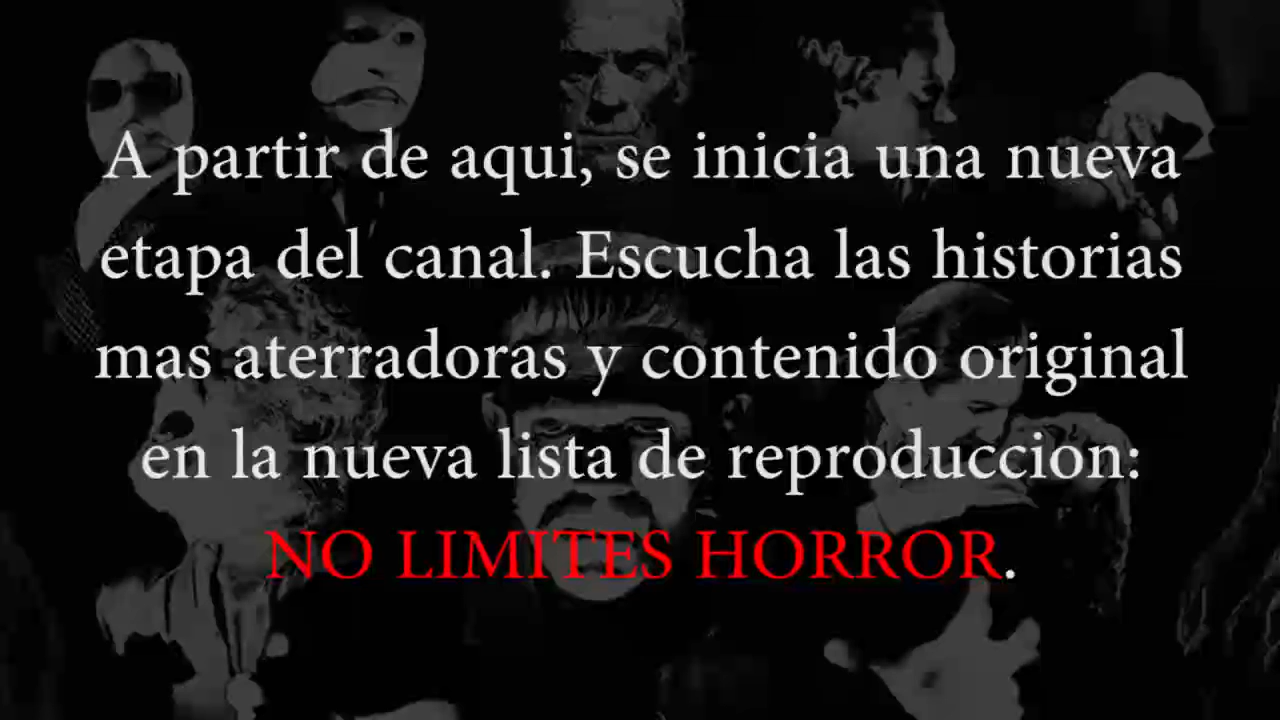 A partir de aqui, se inicia una nueva
etapa del canal. Escucha las historias
mas aterradoras y contenido original
en la nueva lista de reproduccion:
NO LIMITES HORROR.